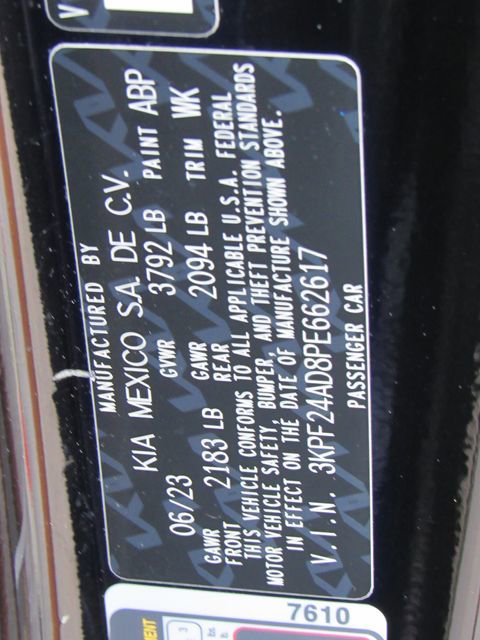 MANUFACTURED BY
KIA MEXICO S.A. DE C.V.
06/23 GVWR 3792 LB PAINT ABP
GAWR FRONT 2183 LB GAWR REAR 2094 LB TRIM WK
THIS VEHICLE CONFORMS TO ALL APPLICABLE U.S.A. FEDERAL
MOTOR VEHICLE SAFETY, BUMPER, AND THEFT PREVENTION STANDARDS
IN EFFECT ON THE DATE OF MANUFACTURE SHOWN ABOVE.
V.I.N. 3KPF24AD8PE662617
PASSENGER CAR
7610
V